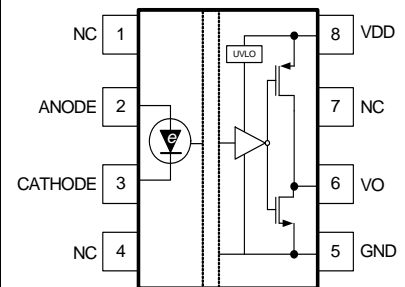 NC 1
ANODE 2
CATHODE 3
NC 4
e
UVLO
8 VDD
7 NC
6 VO
5 GND